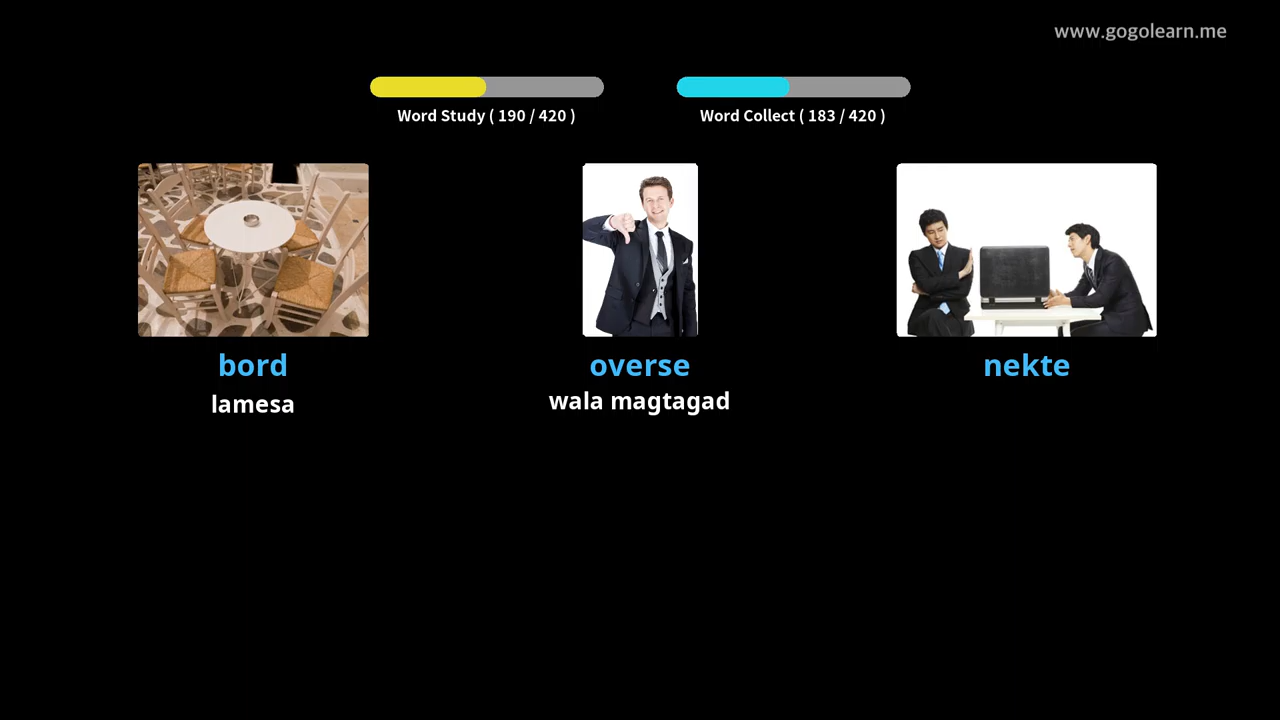 www.gogolearn.me
Word Study ( 190 / 420 )
Word Collect ( 183 / 420 )
bord
overse
nekte
lamesa
wala magtagad